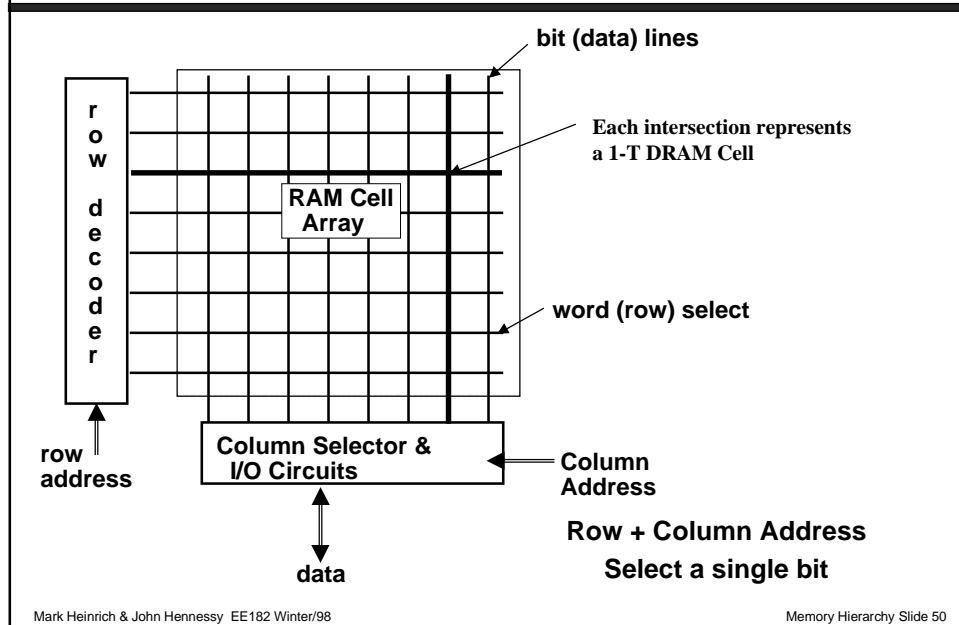 bit (data) lines
row decoder
Each intersection represents
a 1-T DRAM Cell
RAM Cell
Array
word (row) select
row
address
Column Selector &
I/O Circuits
Column
Address
Row + Column Address
Select a single bit
data
Mark Heinrich & John Hennessy EE182 Winter/98
Memory Hierarchy Slide 50